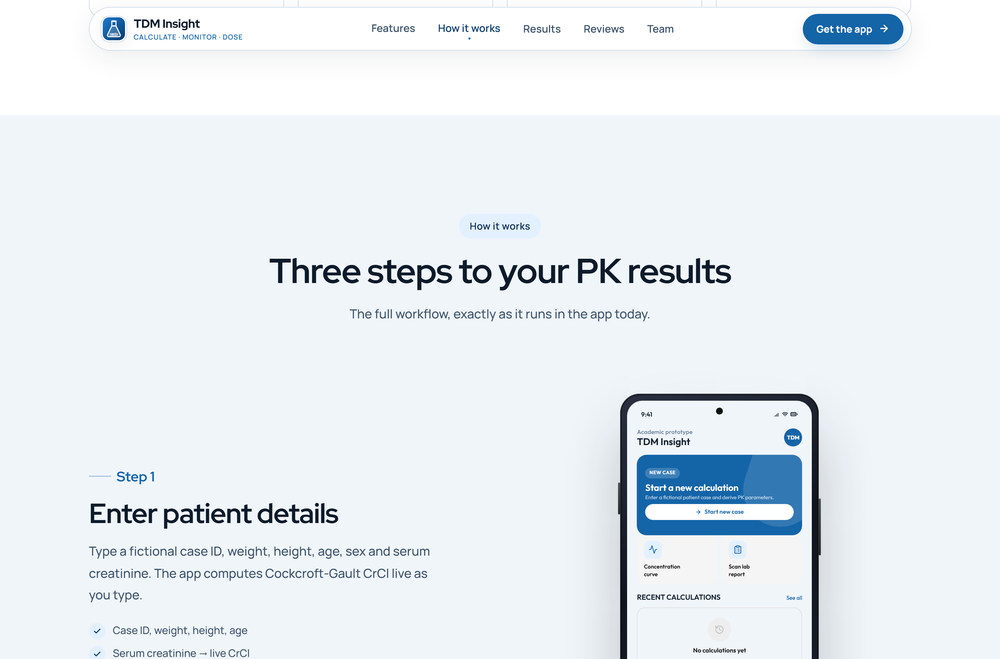 TDM Insight
CALCULATE · MONITOR · DOSE
Features
How it works
Results
Reviews
Team
Get the app
How it works
Three steps to your PK results
The full workflow, exactly as it runs in the app today.
Step 1
Enter patient details
Type a fictional case ID, weight, height, age, sex and serum
creatinine. The app computes Cockcroft-Gault CrCl live as
you type.
Case ID, weight, height, age
Serum creatinine → live CrCl
9:41
Academic prototype
TDM Insight
TDM
NEW CASE
Start a new calculation
Enter a fictional patient case and derive PK parameters.
Start new case
Concentration
curve
Scan lab
report
RECENT CALCULATIONS
See all
No calculations yet